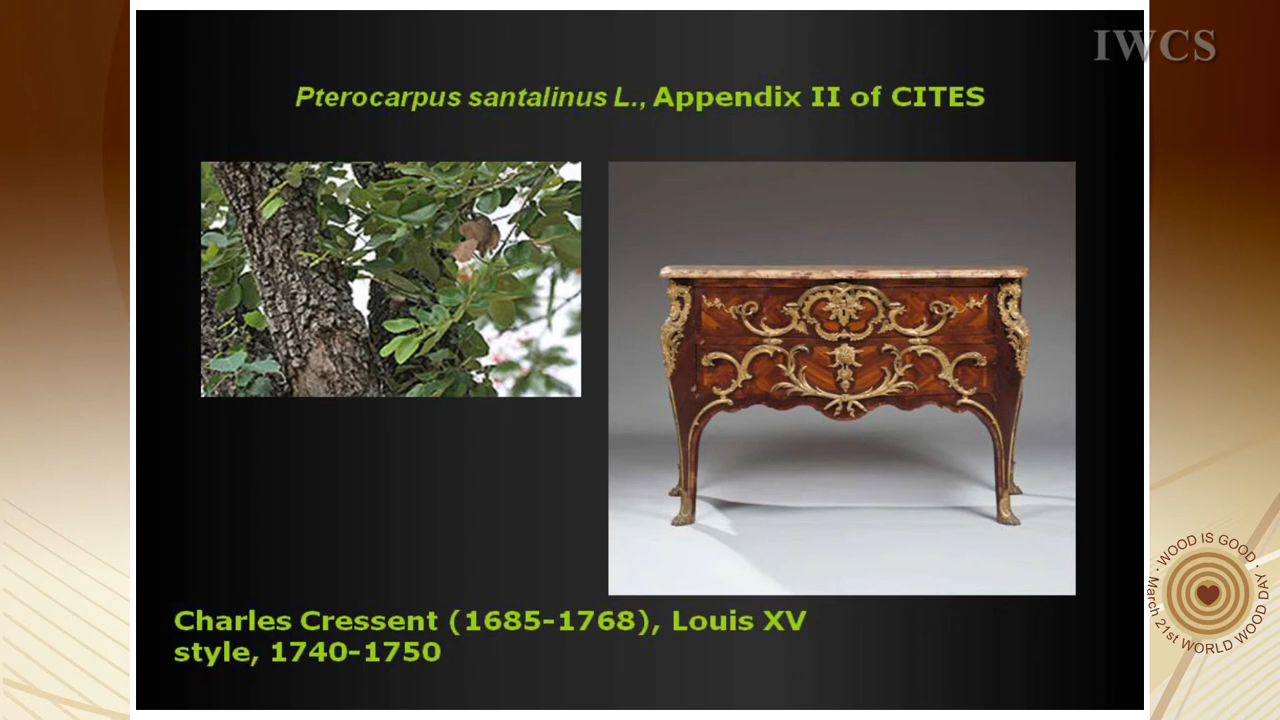 IWCS
Pterocarpus santalinus L., Appendix II of CITES
Charles Cressent (1685-1768), Louis XV
style, 1740-1750
· WOOD IS GOOD ·
March 21st WORLD WOOD DAY